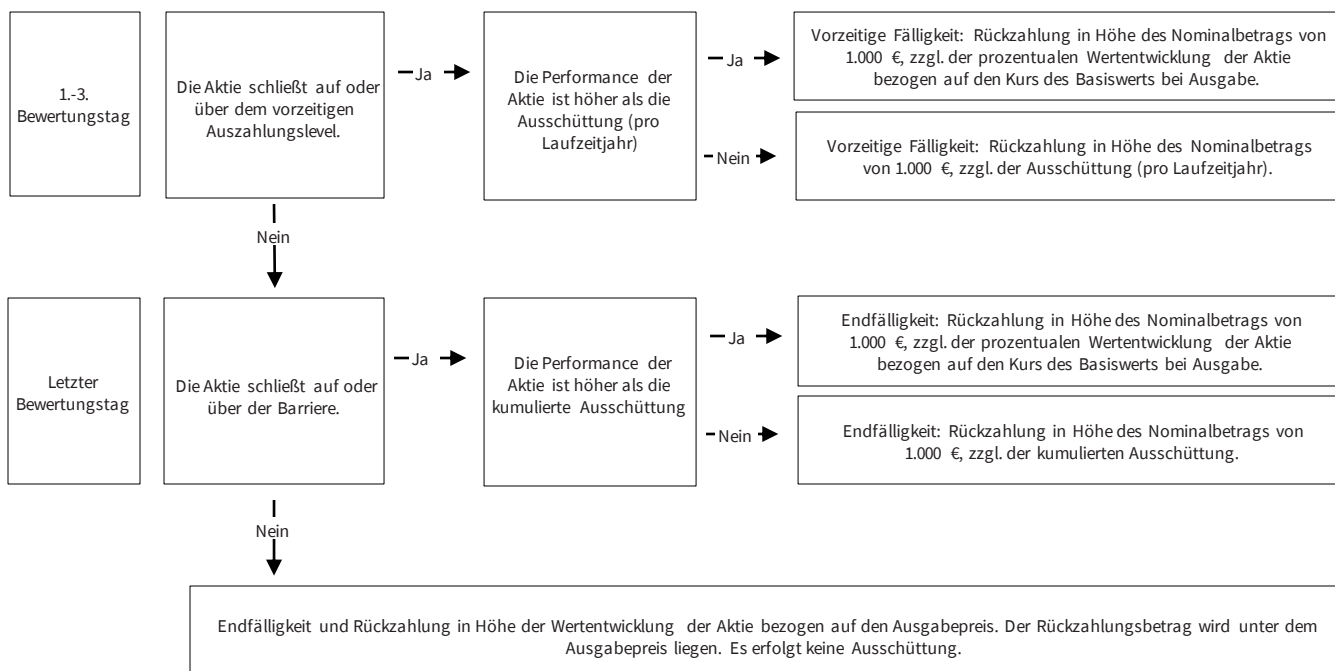 1.-3.
Bewertungstag
Die Aktie schließt auf oder
über dem vorzeitigen
Auszahlungslevel.
Ja
Die Performance der
Aktie ist höher als die
Ausschüttung (pro
Laufzeitjahr)
Ja
Vorzeitige Fälligkeit: Rückzahlung in Höhe des Nominalbetrags von
1.000 €, zzgl. der prozentualen Wertentwicklung der Aktie
bezogen auf den Kurs des Basiswerts bei Ausgabe.
Nein
Vorzeitige Fälligkeit: Rückzahlung in Höhe des Nominalbetrags
von 1.000 €, zzgl. der Ausschüttung (pro Laufzeitjahr).
Nein
Letzter
Bewertungstag
Die Aktie schließt auf oder
über der Barriere.
Ja
Die Performance der
Aktie ist höher als die
kumulierte Ausschüttung
Ja
Endfälligkeit: Rückzahlung in Höhe des Nominalbetrags von
1.000 €, zzgl. der prozentualen Wertentwicklung der Aktie
bezogen auf den Kurs des Basiswerts bei Ausgabe.
Nein
Endfälligkeit: Rückzahlung in Höhe des Nominalbetrags von
1.000 €, zzgl. der kumulierten Ausschüttung.
Nein
Endfälligkeit und Rückzahlung in Höhe der Wertentwicklung der Aktie bezogen auf den Ausgabepreis. Der Rückzahlungsbetrag wird unter dem
Ausgabepreis liegen. Es erfolgt keine Ausschüttung.